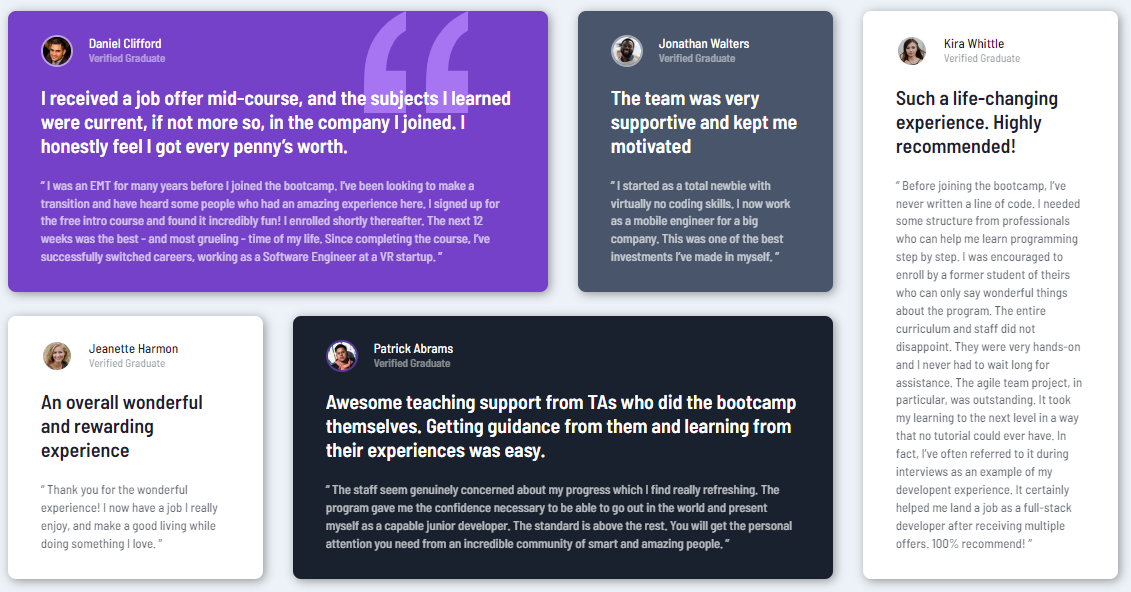 Daniel Clifford
Verified Graduate
I received a job offer mid-course, and the subjects I learned
were current, if not more so, in the company I joined. I
honestly feel I got every penny’s worth.
“ I was an EMT for many years before I joined the bootcamp. I’ve been looking to make a
transition and have heard some people who had an amazing experience here. I signed up for
the free intro course and found it incredibly fun! I enrolled shortly thereafter. The next 12
weeks was the best - and most grueling - time of my life. Since completing the course, I’ve
successfully switched careers, working as a Software Engineer at a VR startup. ”
Jonathan Walters
Verified Graduate
The team was very
supportive and kept me
motivated
“ I started as a total newbie with
virtually no coding skills. I now work
as a mobile engineer for a big
company. This was one of the best
investments I’ve made in myself. ”
Kira Whittle
Verified Graduate
Such a life-changing
experience. Highly
recommended!
“ Before joining the bootcamp, I’ve
never written a line of code. I needed
some structure from professionals
who can help me learn programming
step by step. I was encouraged to
enroll by a former student of theirs
who can only say wonderful things
about the program. The entire
curriculum and staff did not
disappoint. They were very hands-on
and I never had to wait long for
assistance. The agile team project, in
particular, was outstanding. It took
my learning to the next level in a way
that no tutorial could ever have. In
fact, I’ve often referred to it during
interviews as an example of my
developent experience. It certainly
helped me land a job as a full-stack
developer after receiving multiple
offers. 100% recommend! ”
Jeanette Harmon
Verified Graduate
An overall wonderful
and rewarding
experience
“ Thank you for the wonderful
experience! I now have a job I really
enjoy, and make a good living while
doing something I love. ”
Patrick Abrams
Verified Graduate
Awesome teaching support from TAs who did the bootcamp
themselves. Getting guidance from them and learning from
their experiences was easy.
“ The staff seem genuinely concerned about my progress which I find really refreshing. The
program gave me the confidence necessary to be able to go out in the world and present
myself as a capable junior developer. The standard is above the rest. You will get the personal
attention you need from an incredible community of smart and amazing people. ”